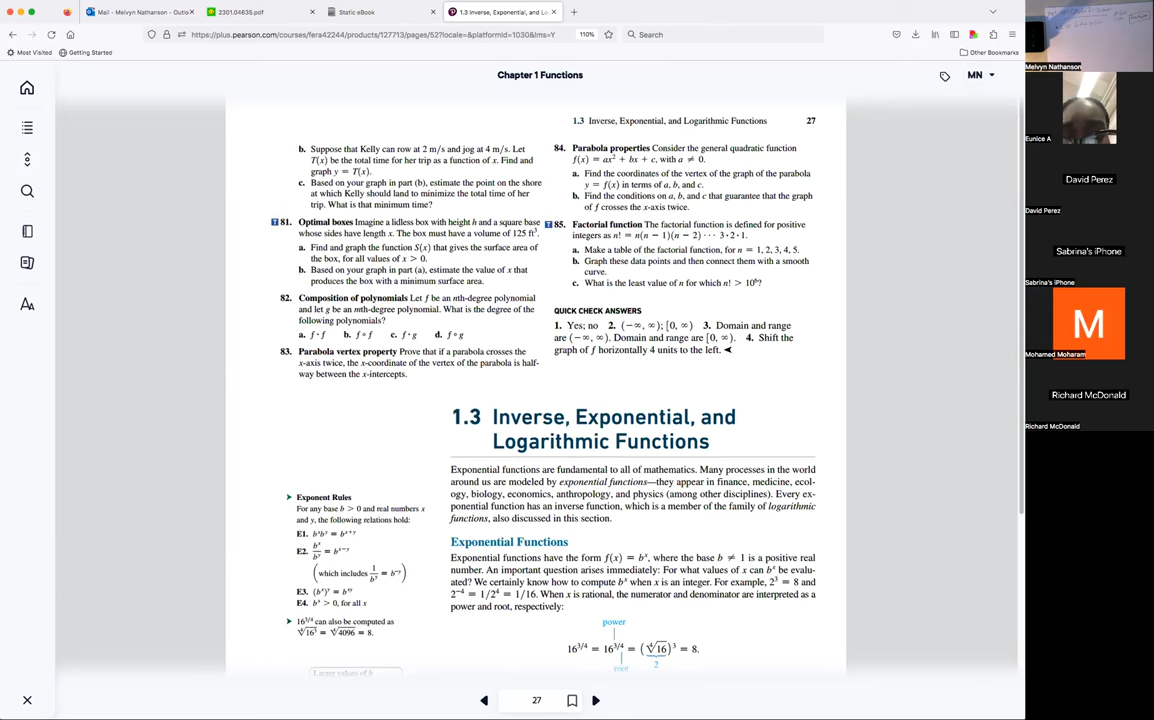 Mail - Melvyn Nathanson - Outlo
2301.04635.pdf
Static eBook
1.3 Inverse, Exponential, and Lo
https://plus.pearson.com/courses/fera42244/products/127713/pages/52?locale=&platformId=1030&lms=Y
110%
Search
Most Visited
Getting Started
Other Bookmarks
Chapter 1 Functions
MN
1.3 Inverse, Exponential, and Logarithmic Functions 27
b. Suppose that Kelly can row at 2 m/s and jog at 4 m/s. Let
T(x) be the total time for her trip as a function of x. Find and
graph y = T(x).
c. Based on your graph in part (b), estimate the point on the shore
at which Kelly should land to minimize the total time of her
trip. What is that minimum time?
T 81. Optimal boxes Imagine a lidless box with height h and a square base
whose sides have length x. The box must have a volume of 125 ft³.
a. Find and graph the function S(x) that gives the surface area of
the box, for all values of x > 0.
b. Based on your graph in part (a), estimate the value of x that
produces the box with a minimum surface area.
82. Composition of polynomials Let f be an nth-degree polynomial
and let g be an mth-degree polynomial. What is the degree of the
following polynomials?
a. f · f b. f ∘ f c. f · g d. f ∘ g
83. Parabola vertex property Prove that if a parabola crosses the
x-axis twice, the x-coordinate of the vertex of the parabola is half-
way between the x-intercepts.
84. Parabola properties Consider the general quadratic function
f(x) = ax² + bx + c, with a ≠ 0.
a. Find the coordinates of the vertex of the graph of the parabola
y = f(x) in terms of a, b, and c.
b. Find the conditions on a, b, and c that guarantee that the graph
of f crosses the x-axis twice.
T 85. Factorial function The factorial function is defined for positive
integers as n! = n(n − 1)(n − 2) ··· 3·2·1.
a. Make a table of the factorial function, for n = 1, 2, 3, 4, 5.
b. Graph these data points and then connect them with a smooth
curve.
c. What is the least value of n for which n! > 10⁶?
QUICK CHECK ANSWERS
1. Yes; no 2. (−∞, ∞); [0, ∞) 3. Domain and range
are (−∞, ∞). Domain and range are [0, ∞). 4. Shift the
graph of f horizontally 4 units to the left. ◄
1.3 Inverse, Exponential, and
Logarithmic Functions
Exponential functions are fundamental to all of mathematics. Many processes in the world
around us are modeled by exponential functions—they appear in finance, medicine, ecol-
ogy, biology, economics, anthropology, and physics (among other disciplines). Every ex-
ponential function has an inverse function, which is a member of the family of logarithmic
functions, also discussed in this section.
➤ Exponent Rules
For any base b > 0 and real numbers x
and y, the following relations hold:
E1. bˣbʸ = bˣ⁺ʸ
E2. bˣ/bʸ = bˣ⁻ʸ
(which includes 1/bʸ = b⁻ʸ)
E3. (bˣ)ʸ = bˣʸ
E4. bˣ > 0, for all x
➤ 16^3/4 can also be computed as
⁴√16³ = ⁴√4096 = 8.
Larger values of b
Exponential Functions
Exponential functions have the form f(x) = bˣ, where the base b ≠ 1 is a positive real
number. An important question arises immediately: For what values of x can bˣ be evalu-
ated? We certainly know how to compute bˣ when x is an integer. For example, 2³ = 8 and
2⁻⁴ = 1/2⁴ = 1/16. When x is rational, the numerator and denominator are interpreted as a
power and root, respectively:
power
16^3/4 = 16^3/4 = (⁴√16)³ = 8.
root 2
27
Melvyn Nathanson
Eunice A
David Perez
David Perez
Sabrina's iPhone
Sabrina's iPhone
M
Mohamed Moharam
Richard McDonald
Richard McDonald